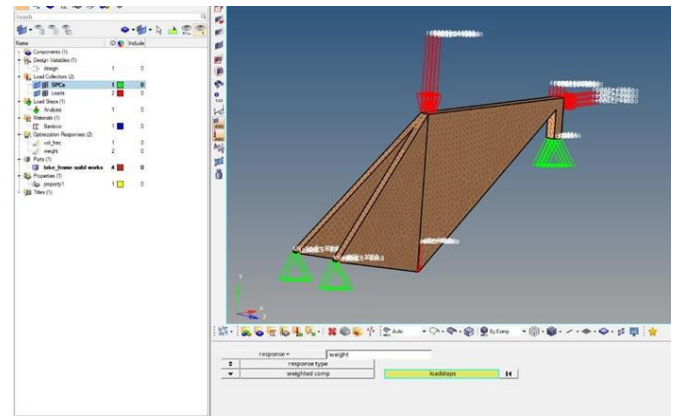 Search
Name ID Include
Components (1)
Design Variables (1)
design 1 0
Load Collectors (2)
SPCs 1 0
Loads 2 0
Load Steps (1)
Analysis 1 0
Materials (1)
Bamboo 1 0
Optimization Responses (2)
vol_frac 1 0
weight 2 0
Parts (1)
bike_frame solid works 4 0
Properties (1)
property1 1 0
Titles (1)
Y
X
Z
Auto
By Comp
response = weight
response type
weighted comp loadsteps